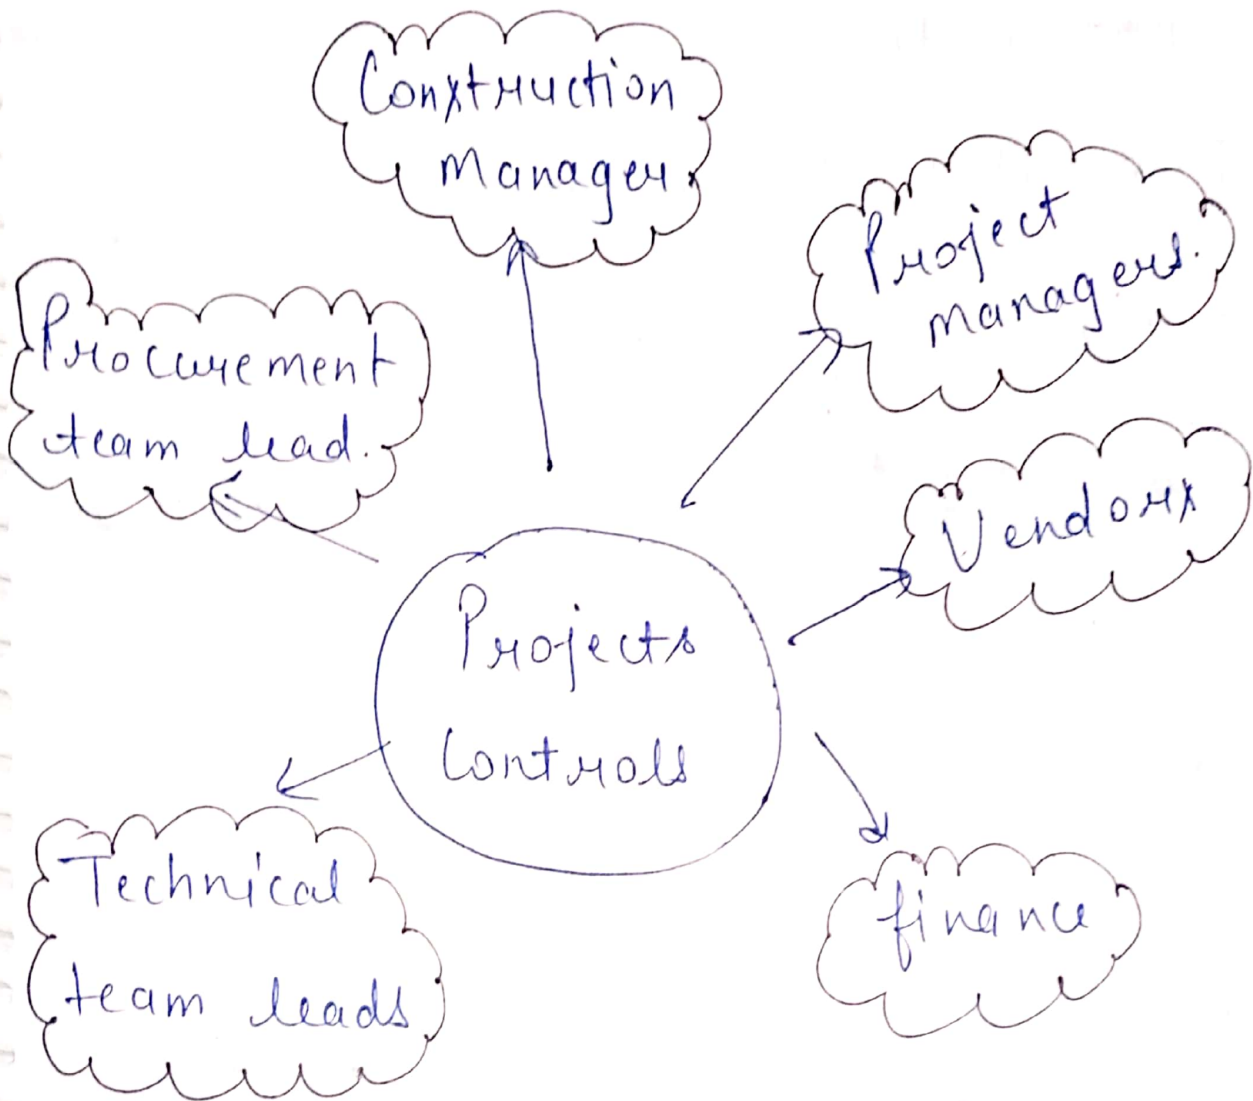 Construction
Manager
Project
managers.
Procurement
team lead.
Vendors
Projects
Controls
Technical
team leads
finance